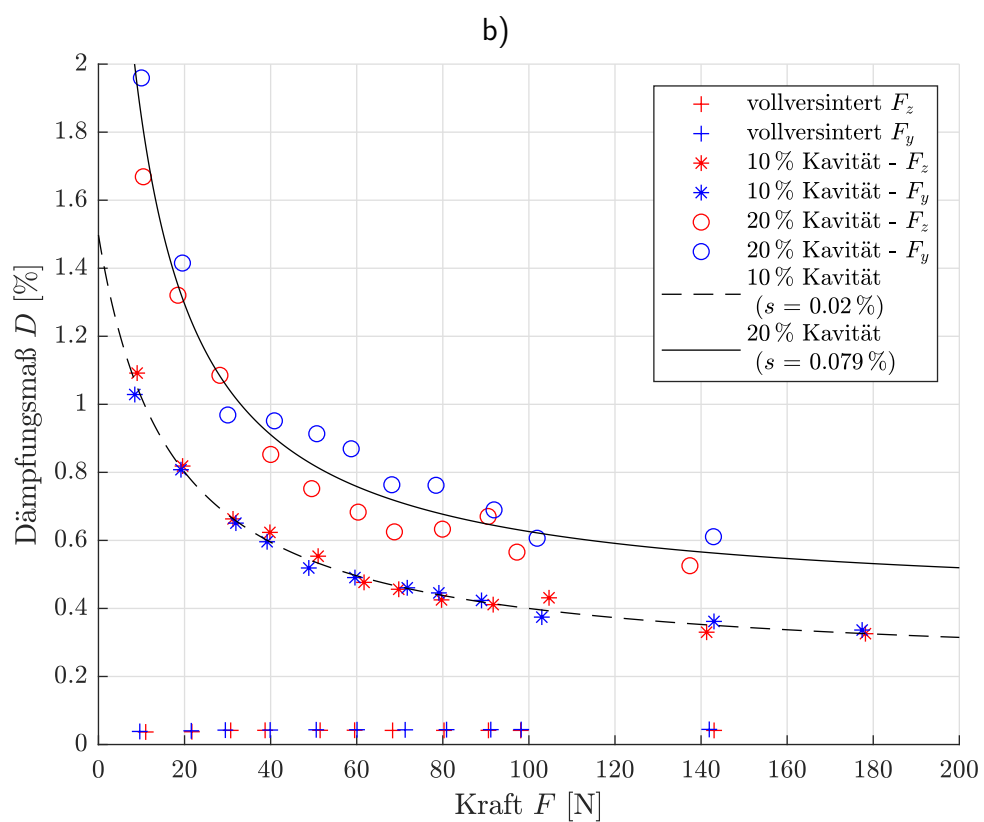 b)
2
1.8
1.6
1.4
1.2
1
0.8
0.6
0.4
0.2
0
Dämpfungsmaß D [%]
vollversintert F_z
vollversintert F_y
10 % Kavität - F_z
10 % Kavität - F_y
20 % Kavität - F_z
20 % Kavität - F_y
10 % Kavität
(s = 0.02 %)
20 % Kavität
(s = 0.079 %)
0 20 40 60 80 100 120 140 160 180 200
Kraft F [N]